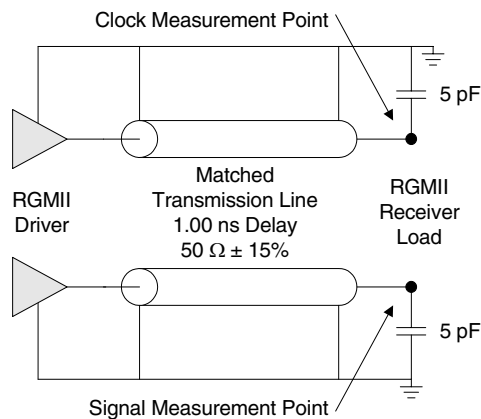 Clock Measurement Point
5 pF
RGMII
Driver
Matched
Transmission Line
1.00 ns Delay
50 Ω ± 15%
RGMII
Receiver
Load
5 pF
Signal Measurement Point